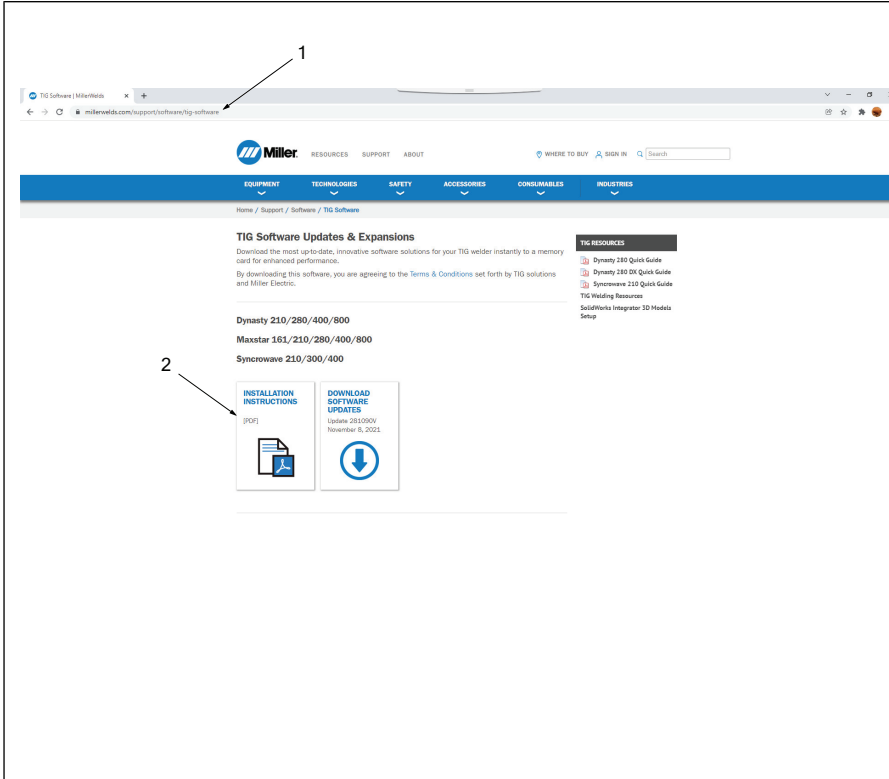 1
TIG Software | MillerWelds
millerwelds.com/support/software/tig-software
Miller.
RESOURCES SUPPORT ABOUT
WHERE TO BUY SIGN IN Search
EQUIPMENT TECHNOLOGIES SAFETY ACCESSORIES CONSUMABLES INDUSTRIES
Home / Support / Software / TIG Software
TIG Software Updates & Expansions
Download the most up-to-date, innovative software solutions for your TIG welder instantly to a memory
card for enhanced performance.
By downloading this software, you are agreeing to the Terms & Conditions set forth by TIG solutions
and Miller Electric.
TIG RESOURCES
Dynasty 280 Quick Guide
Dynasty 280 DX Quick Guide
Syncrowave 210 Quick Guide
TIG Welding Resources
SolidWorks Integrator 3D Models
Setup
Dynasty 210/280/400/800
Maxstar 161/210/280/400/800
Syncrowave 210/300/400
2
INSTALLATION
INSTRUCTIONS
[PDF]
DOWNLOAD
SOFTWARE
UPDATES
Update 281090V
November 8, 2021